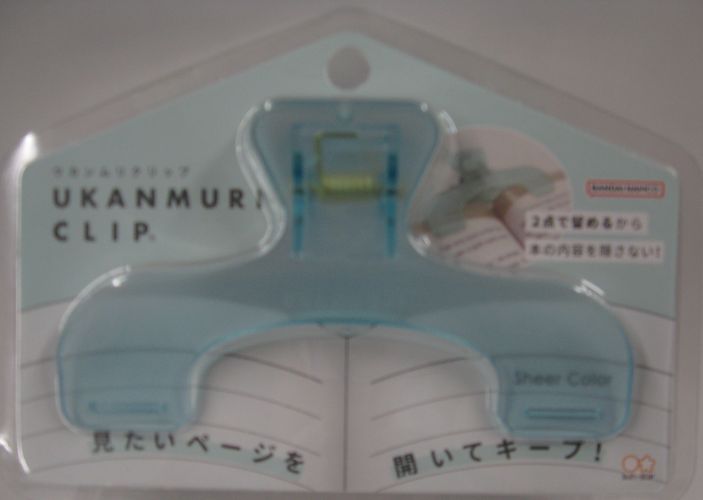 ウカンムリクリップ
UKANMURI
CLIP
2点で留めるから
本の内容を隠さない!
Sheer Color
見たいページを
開いてキープ!